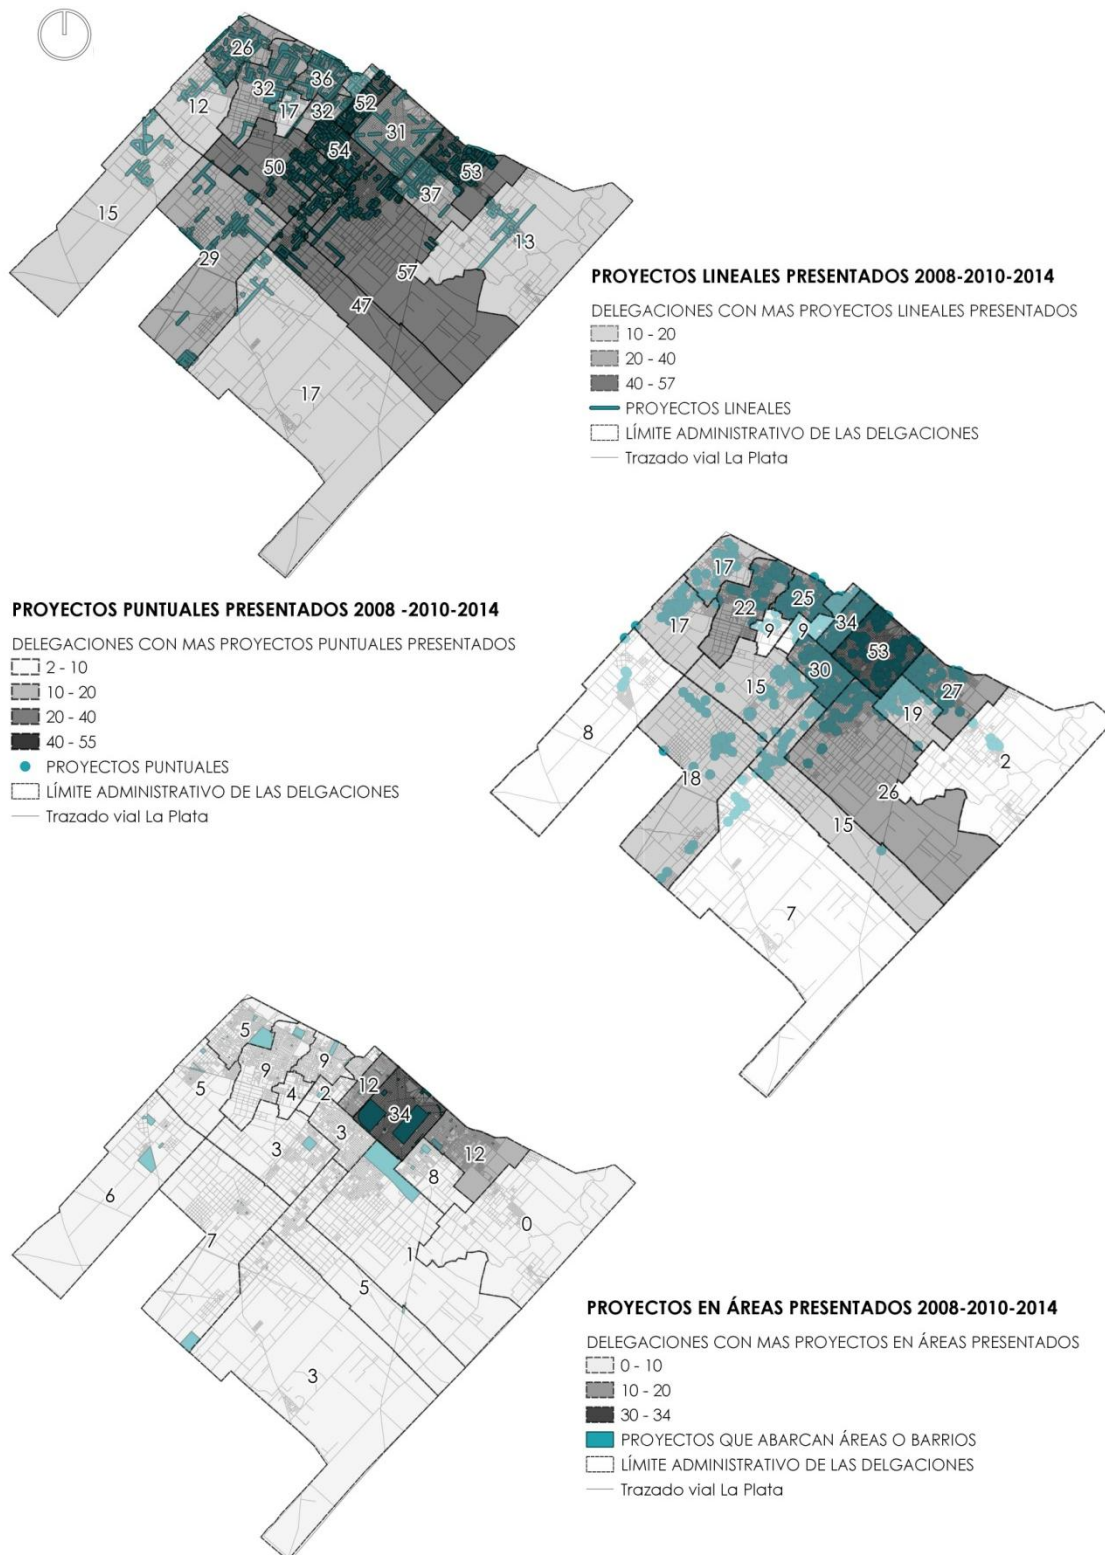 26
32
36
12
17
32
52
31
54
50
53
37
15
13
29
57
47
17
PROYECTOS LINEALES PRESENTADOS 2008-2010-2014
DELEGACIONES CON MAS PROYECTOS LINEALES PRESENTADOS
10 - 20
20 - 40
40 - 57
PROYECTOS LINEALES
LÍMITE ADMINISTRATIVO DE LAS DELGACIONES
Trazado vial La Plata
PROYECTOS PUNTUALES PRESENTADOS 2008 -2010-2014
DELEGACIONES CON MAS PROYECTOS PUNTUALES PRESENTADOS
2 - 10
10 - 20
20 - 40
40 - 55
PROYECTOS PUNTUALES
LÍMITE ADMINISTRATIVO DE LAS DELGACIONES
Trazado vial La Plata
17
22
25
17
9
9
34
53
30
15
27
19
8
2
18
26
15
7
5
9
9
5
4
2
12
34
3
3
12
8
6
0
7
1
5
3
PROYECTOS EN ÁREAS PRESENTADOS 2008-2010-2014
DELEGACIONES CON MAS PROYECTOS EN ÁREAS PRESENTADOS
0 - 10
10 - 20
30 - 34
PROYECTOS QUE ABARCAN ÁREAS O BARRIOS
LÍMITE ADMINISTRATIVO DE LAS DELGACIONES
Trazado vial La Plata